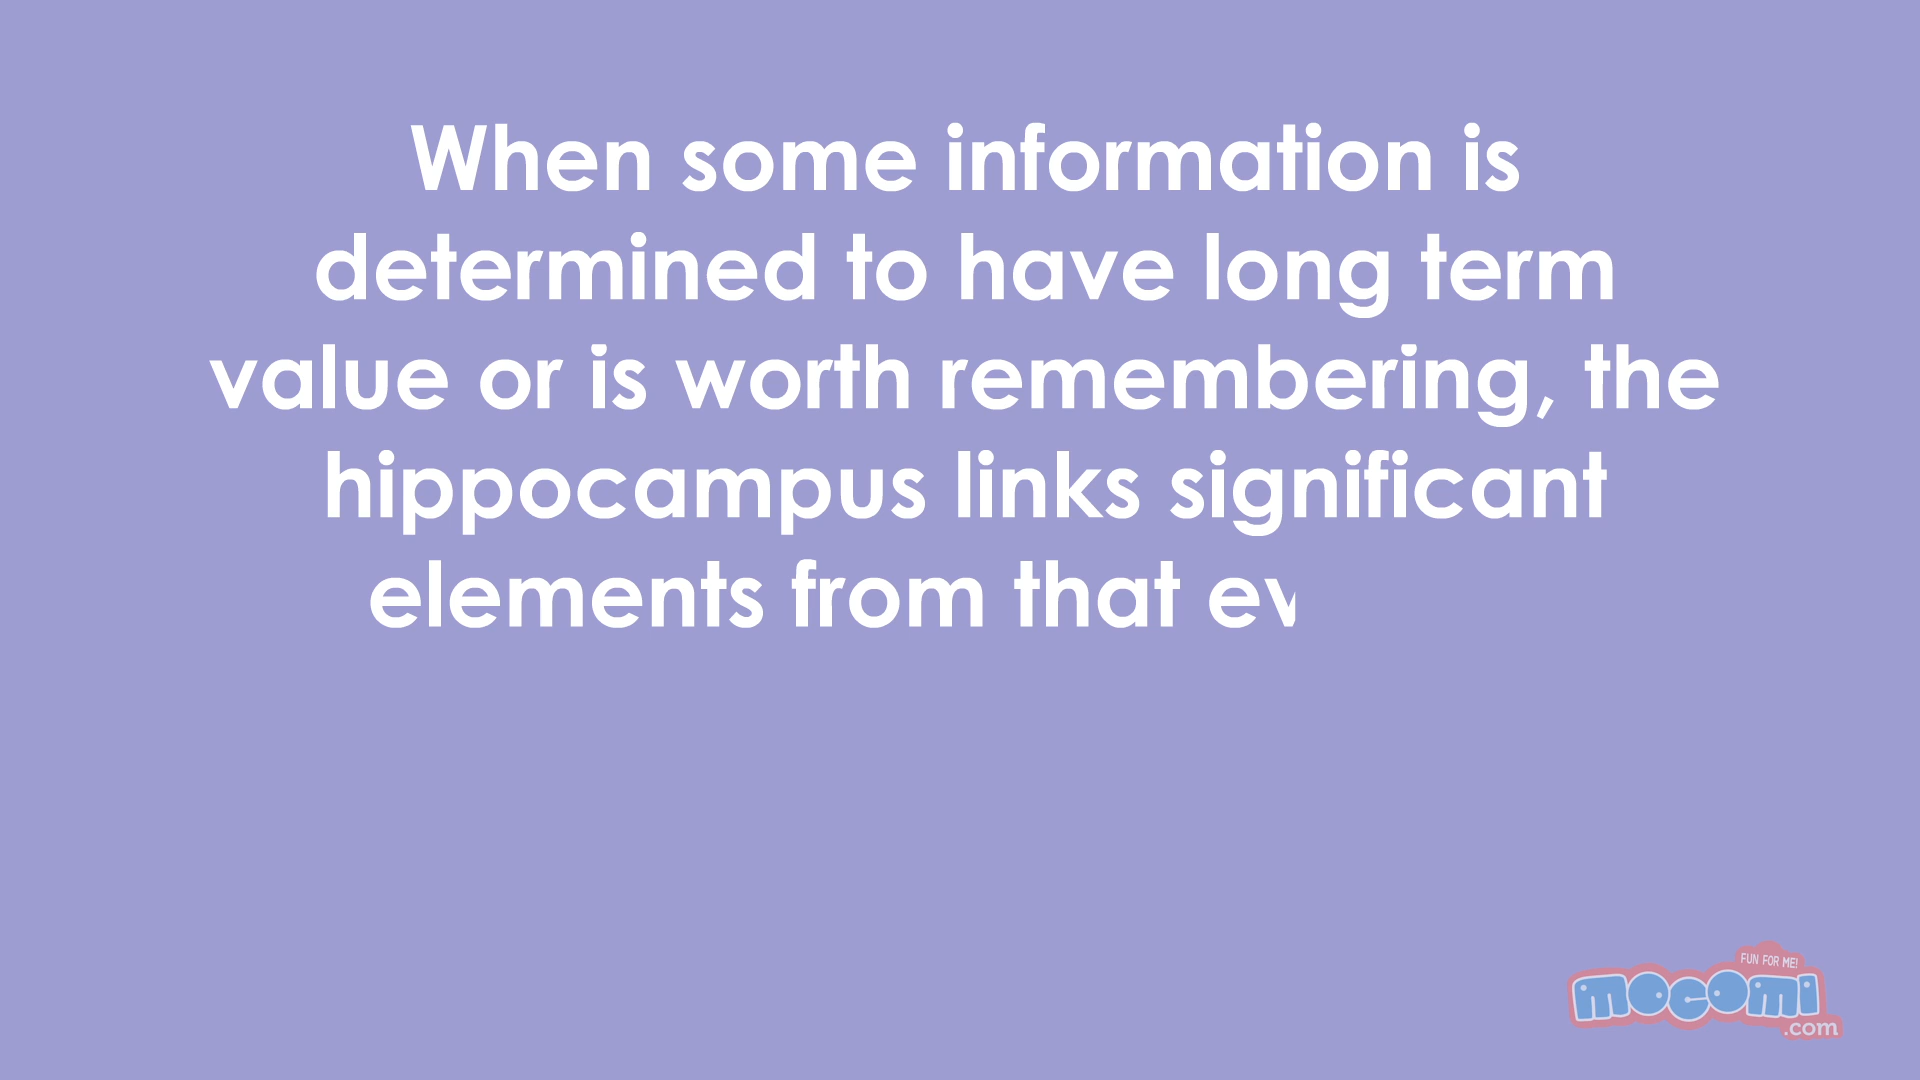 When some information is
determined to have long term
value or is worth remembering, the
hippocampus links significant
elements from that ev
FUN FOR ME!
mocomi
.com